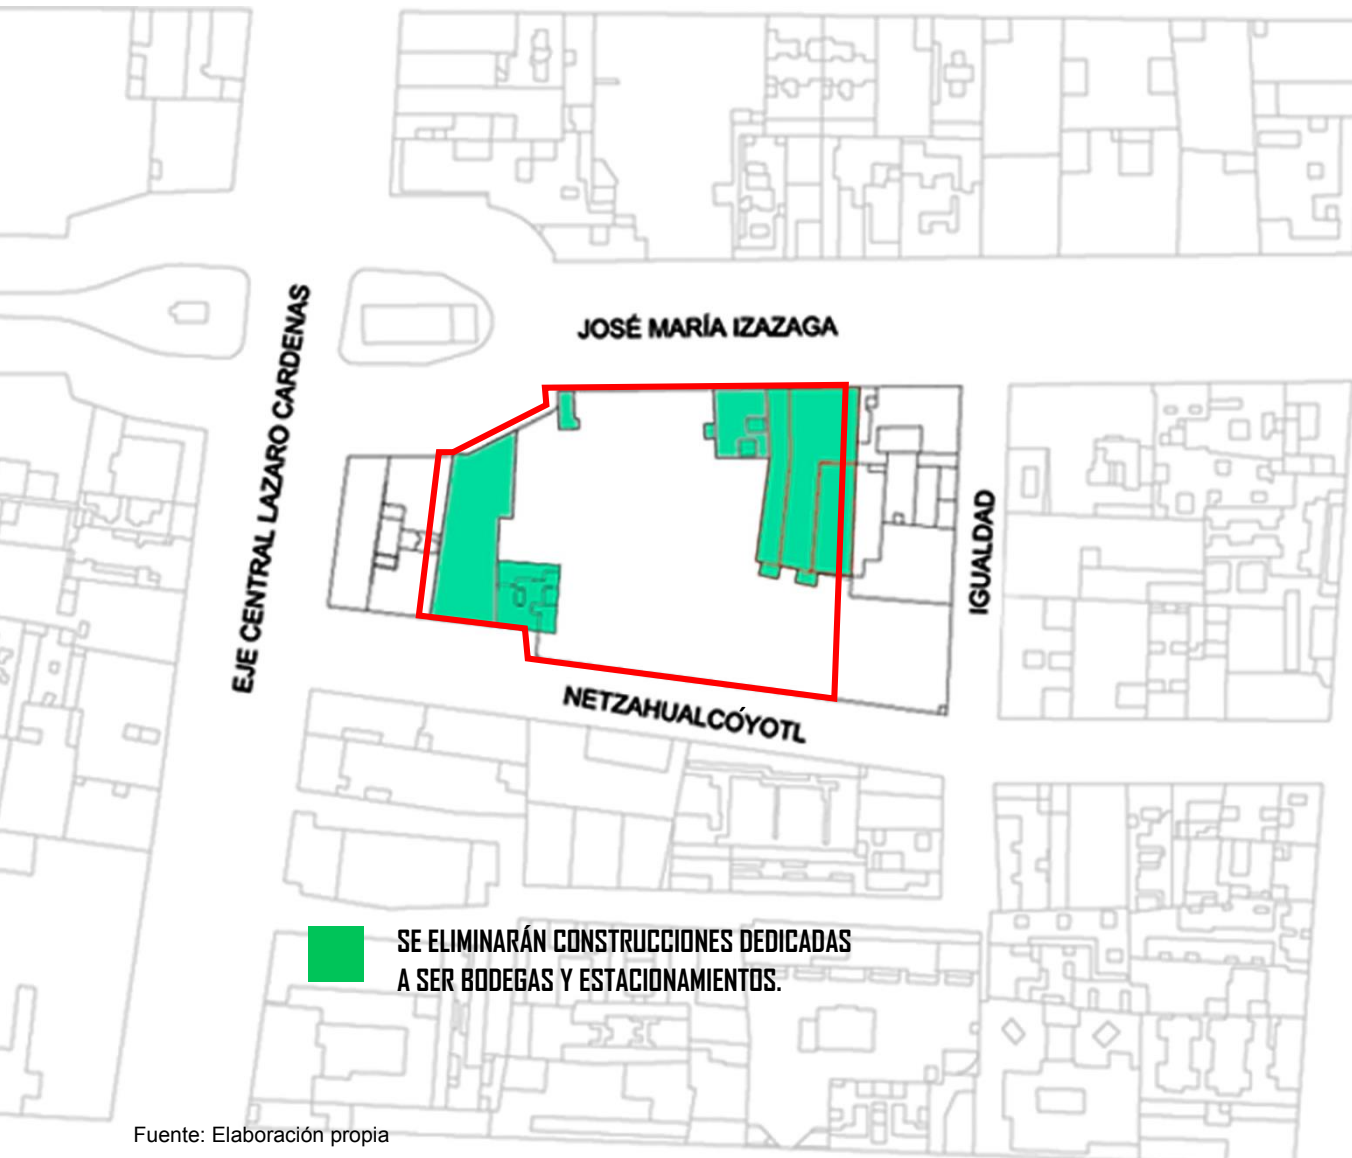 JOSÉ MARÍA IZAZAGA
EJE CENTRAL LAZARO CARDENAS
IGUALDAD
NETZAHUALCÓYOTL
SE ELIMINARÁN CONSTRUCCIONES DEDICADAS
A SER BODEGAS Y ESTACIONAMIENTOS.
Fuente: Elaboración propia